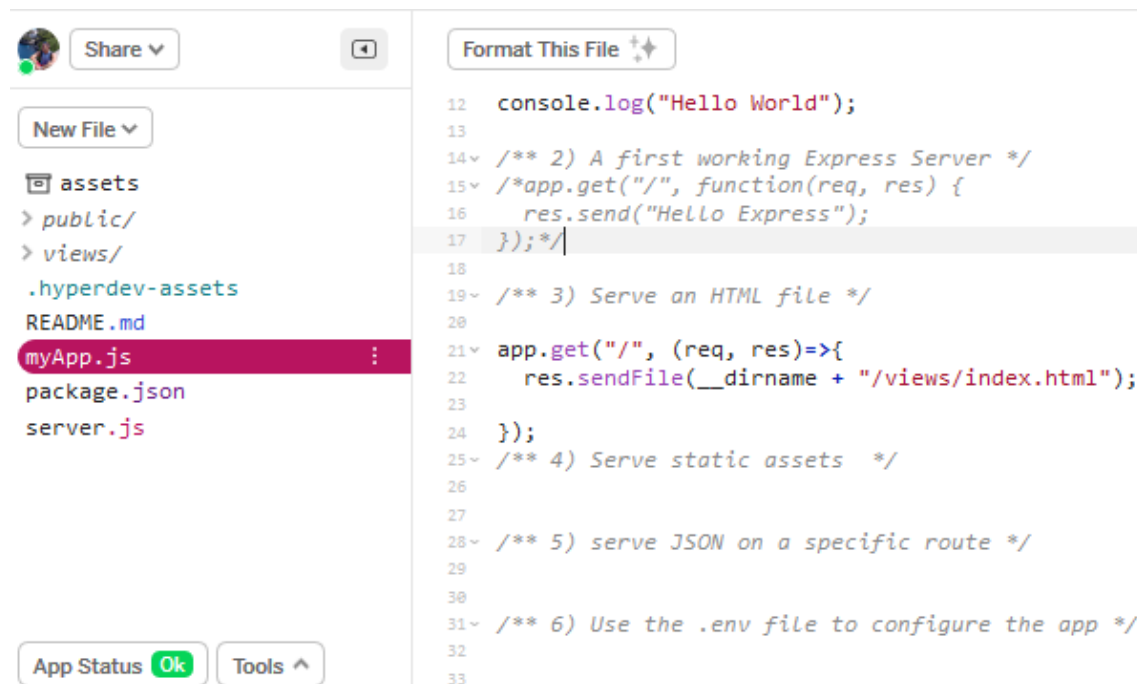 Share
New File
assets
> public/
> views/
.hyperdev-assets
README.md
myApp.js
package.json
server.js
App Status Ok
Tools
Format This File
12 console.log("Hello World");
13
14 /** 2) A first working Express Server */
15 /*app.get("/", function(req, res) {
16 res.send("Hello Express");
17 });*/
18
19 /** 3) Serve an HTML file */
20
21 app.get("/", (req, res)=>{
22 res.sendFile(__dirname + "/views/index.html");
23
24 });
25 /** 4) Serve static assets  */
26
27
28 /** 5) serve JSON on a specific route */
29
30
31 /** 6) Use the .env file to configure the app */
32
33